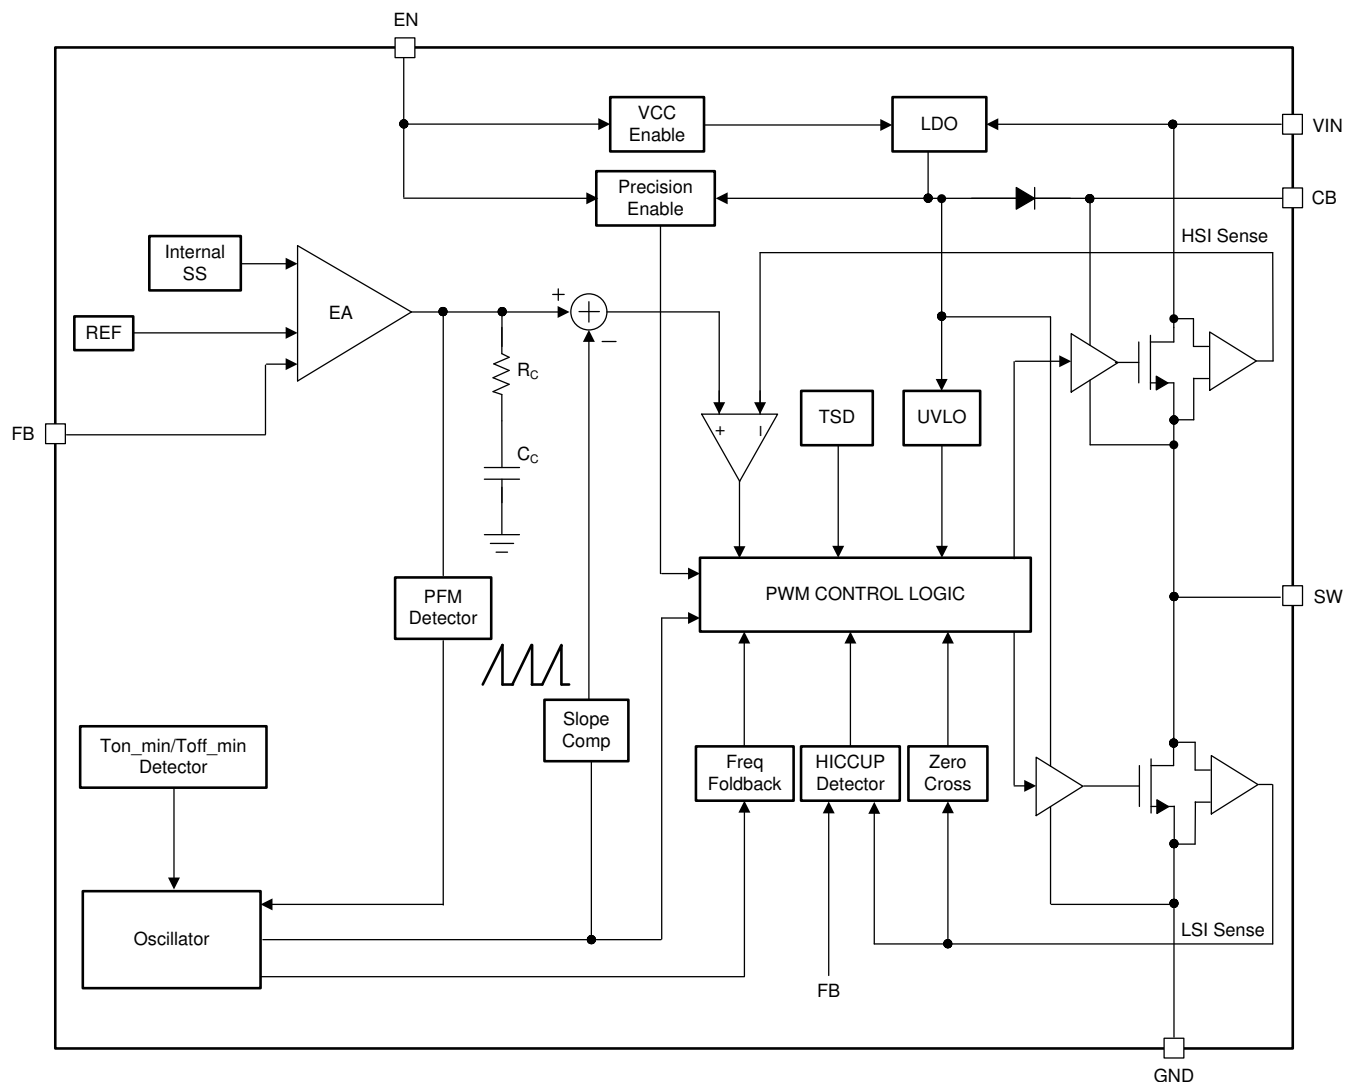 EN
VCC
Enable
LDO
VIN
Precision
Enable
CB
HSI Sense
Internal
SS
EA
REF
+
+
−
RC
CC
FB
+
−
TSD
UVLO
PWM CONTROL LOGIC
SW
PFM
Detector
Slope
Comp
Ton_min/Toff_min
Detector
Freq
Foldback
HICCUP
Detector
Zero
Cross
Oscillator
LSI Sense
FB
GND